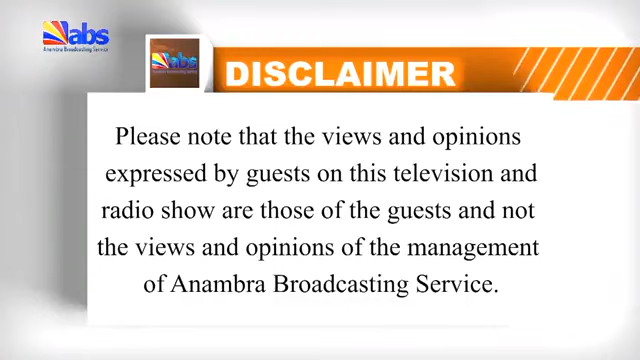 abs
Anambra Broadcasting Service
abs
DISCLAIMER
Please note that the views and opinions
expressed by guests on this television and
radio show are those of the guests and not
the views and opinions of the management
of Anambra Broadcasting Service.